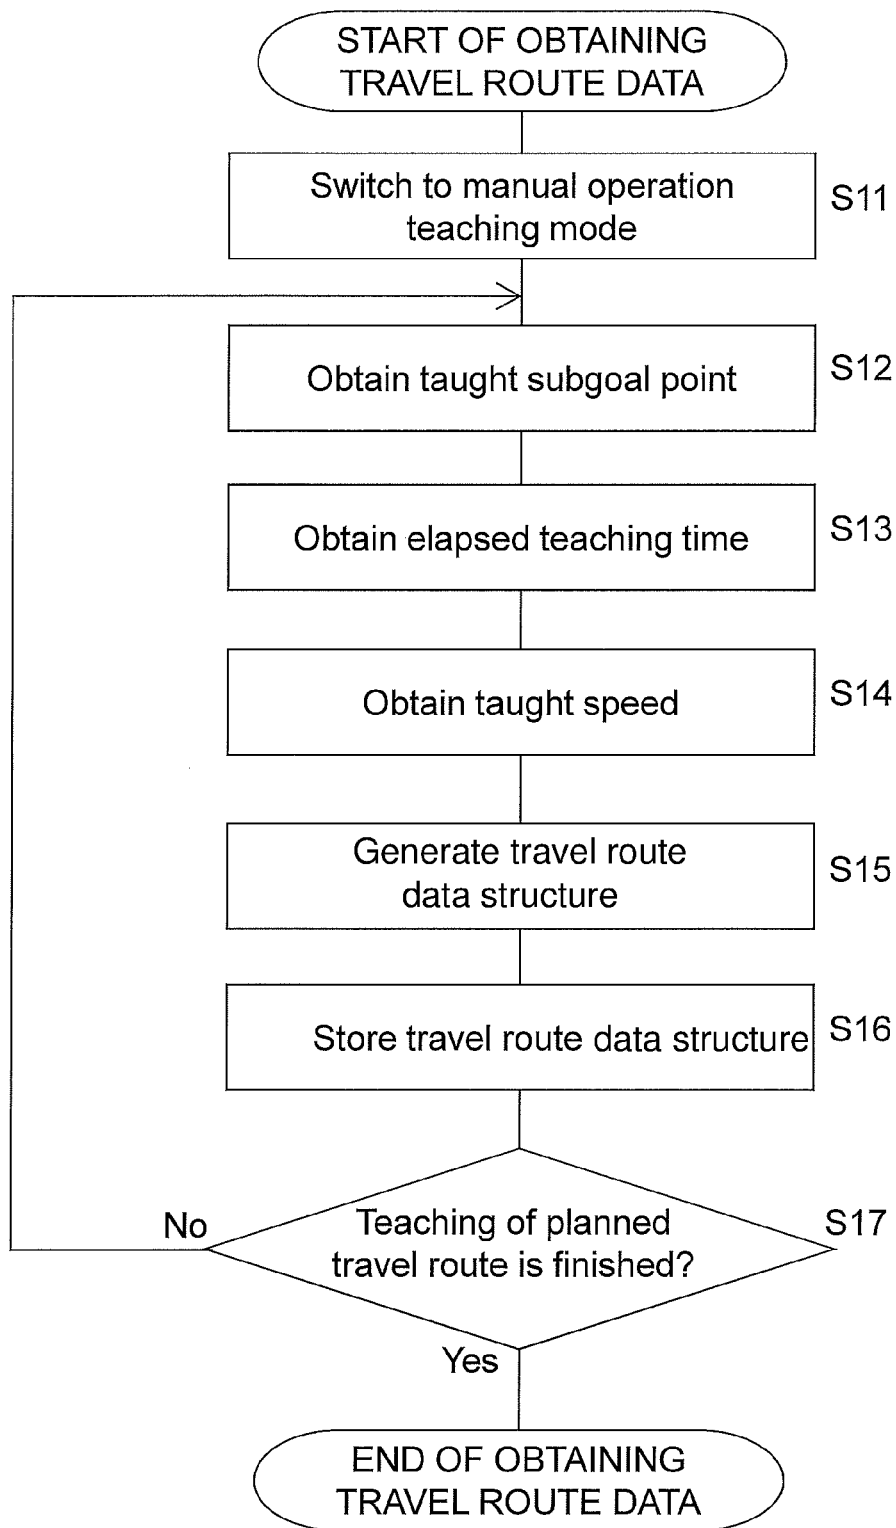 START OF OBTAINING
TRAVEL ROUTE DATA
Switch to manual operation
teaching mode
S11
Obtain taught subgoal point
S12
Obtain elapsed teaching time
S13
Obtain taught speed
S14
Generate travel route
data structure
S15
Store travel route data structure
S16
Teaching of planned
travel route is finished?
S17
No
Yes
END OF OBTAINING
TRAVEL ROUTE DATA